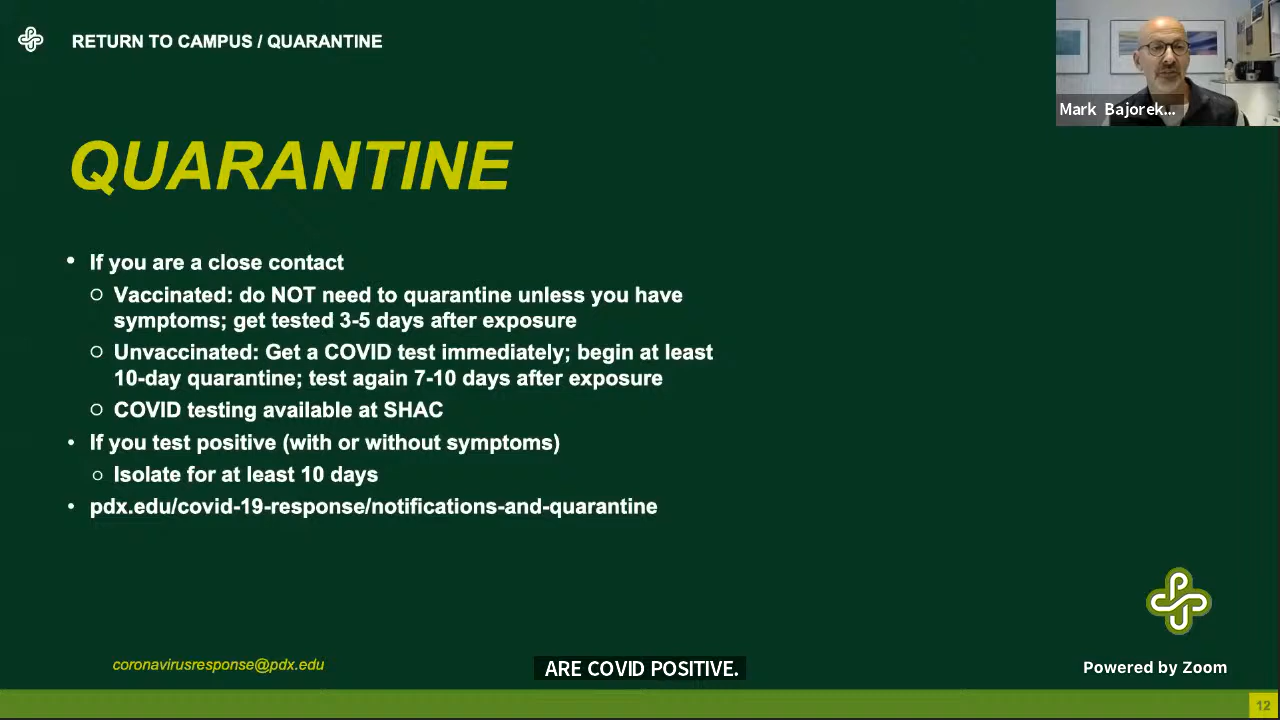 RETURN TO CAMPUS / QUARANTINE
Mark Bajorek...
QUARANTINE
• If you are a close contact
○ Vaccinated: do NOT need to quarantine unless you have
symptoms; get tested 3-5 days after exposure
○ Unvaccinated: Get a COVID test immediately; begin at least
10-day quarantine; test again 7-10 days after exposure
○ COVID testing available at SHAC
• If you test positive (with or without symptoms)
○ Isolate for at least 10 days
• pdx.edu/covid-19-response/notifications-and-quarantine
PSU
coronavirusresponse@pdx.edu
ARE COVID POSITIVE.
Powered by Zoom
12